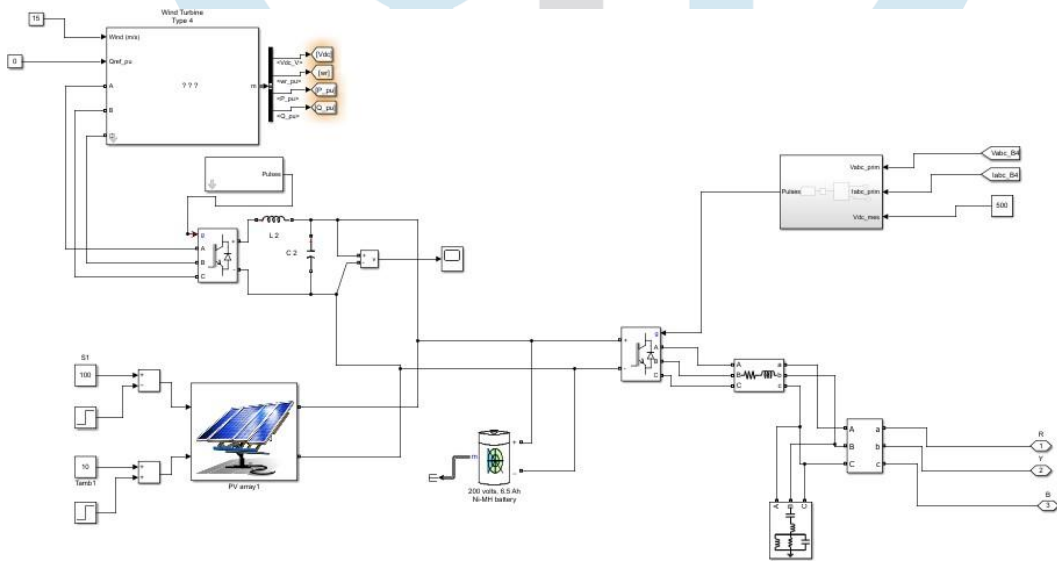 Wind Turbine
Type 4
15
Wind (m/s)
0
Qref_pu
A
? ? ?
m
B
<Vdc_V>
[Vdc]
<wr_pu>
[wr]
<P_pu>
[P_pu]
<Q_pu>
[Q_pu]
Pulses
g
A
B
C
+
-
L 2
C 2
+
-
v
Pulses
Vabc_prim
Iabc_prim
Vdc_mes
Vabc_B4
Iabc_B4
500
S1
100
+
-
10
Tamb1
+
+
PV array1
m
+
-
200 volts, 6.5 Ah
Ni-MH battery
+
-
g
A
B
C
A
B
C
a
b
c
A
B
C
A
B
C
a
b
c
R
1
Y
2
B
3